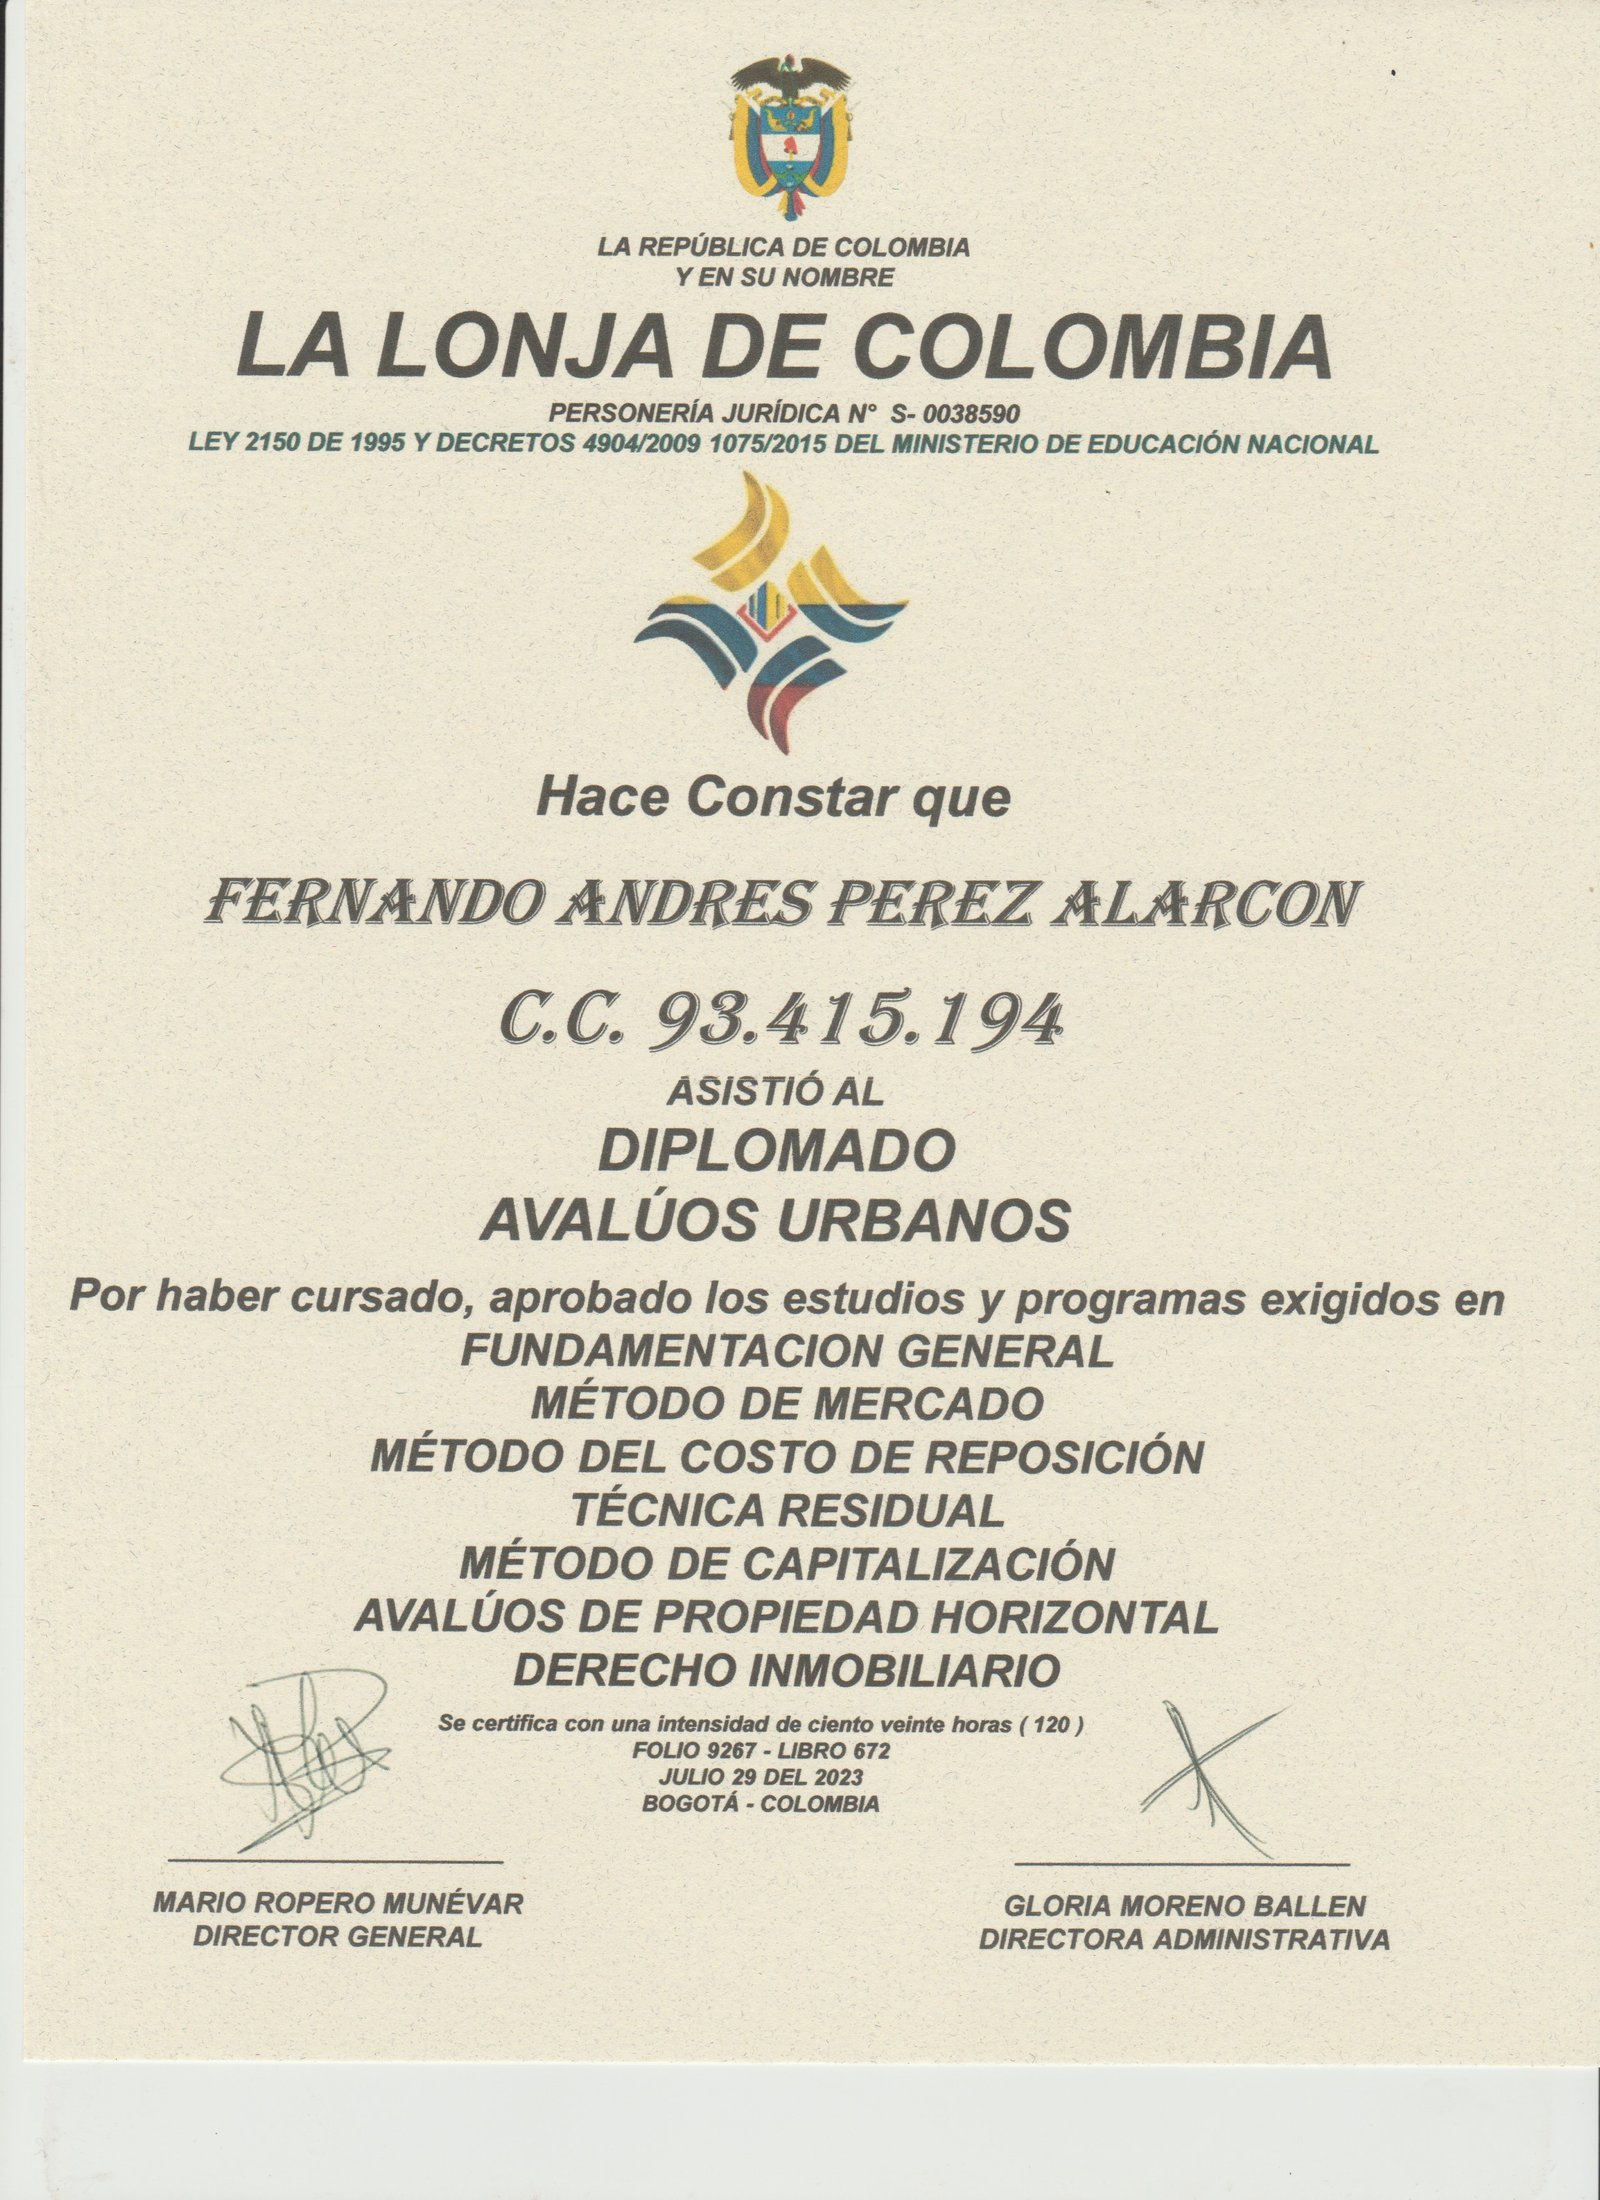 LA REPÚBLICA DE COLOMBIA
Y EN SU NOMBRE
LA LONJA DE COLOMBIA
PERSONERÍA JURÍDICA N° S- 0038590
LEY 2150 DE 1995 Y DECRETOS 4904/2009 1075/2015 DEL MINISTERIO DE EDUCACIÓN NACIONAL
Hace Constar que
FERNANDO ANDRES PEREZ ALARCON
C.C. 93.415.194
ASISTIÓ AL
DIPLOMADO
AVALÚOS URBANOS
Por haber cursado, aprobado los estudios y programas exigidos en
FUNDAMENTACION GENERAL
MÉTODO DE MERCADO
MÉTODO DEL COSTO DE REPOSICIÓN
TÉCNICA RESIDUAL
MÉTODO DE CAPITALIZACIÓN
AVALÚOS DE PROPIEDAD HORIZONTAL
DERECHO INMOBILIARIO
Se certifica con una intensidad de ciento veinte horas ( 120 )
FOLIO 9267 - LIBRO 672
JULIO 29 DEL 2023
BOGOTÁ - COLOMBIA
MARIO ROPERO MUNÉVAR
DIRECTOR GENERAL
GLORIA MORENO BALLEN
DIRECTORA ADMINISTRATIVA